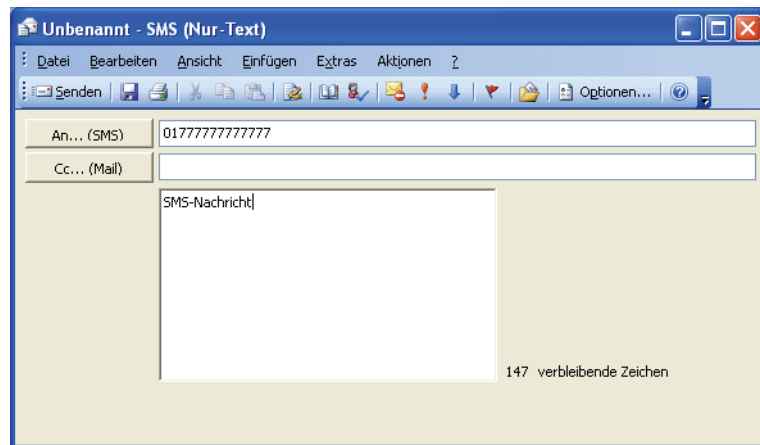 Unbenannt - SMS (Nur-Text)
Datei Bearbeiten Ansicht Einfügen Extras Aktionen ?
Senden Optionen...
An... (SMS) 01777777777777
Cc... (Mail)
SMS-Nachricht
147 verbleibende Zeichen